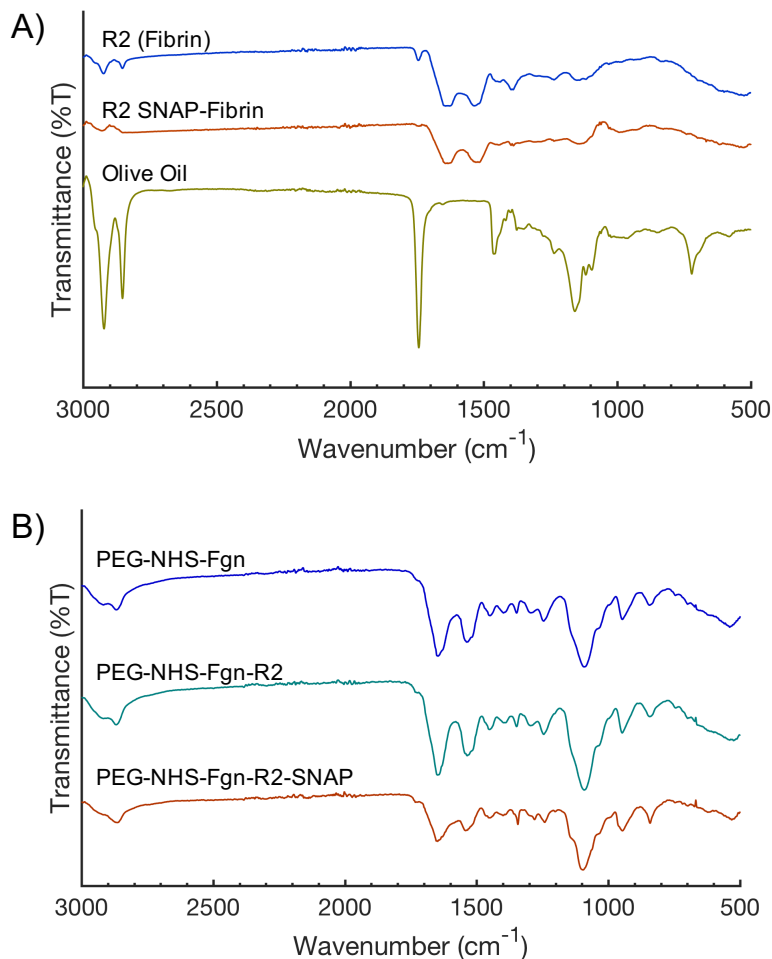 A)
R2 (Fibrin)
R2 SNAP-Fibrin
Olive Oil
Transmittance (%T)
3000 2500 2000 1500 1000 500
Wavenumber (cm⁻¹)
B)
PEG-NHS-Fgn
PEG-NHS-Fgn-R2
PEG-NHS-Fgn-R2-SNAP
Transmittance (%T)
3000 2500 2000 1500 1000 500
Wavenumber (cm⁻¹)